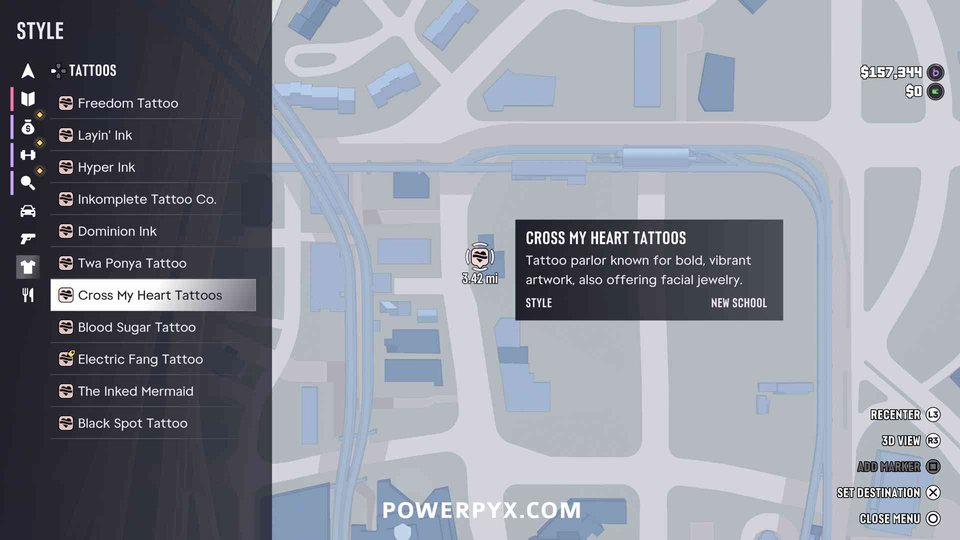 STYLE
TATTOOS
Freedom Tattoo
Layin' Ink
Hyper Ink
Inkomplete Tattoo Co.
Dominion Ink
Twa Ponya Tattoo
Cross My Heart Tattoos
Blood Sugar Tattoo
Electric Fang Tattoo
The Inked Mermaid
Black Spot Tattoo
$157,344
$0
3.42 mi
CROSS MY HEART TATTOOS
Tattoo parlor known for bold, vibrant
artwork, also offering facial jewelry.
STYLE NEW SCHOOL
RECENTER L3
3D VIEW R3
ADD MARKER
SET DESTINATION
CLOSE MENU
POWERPYX.COM